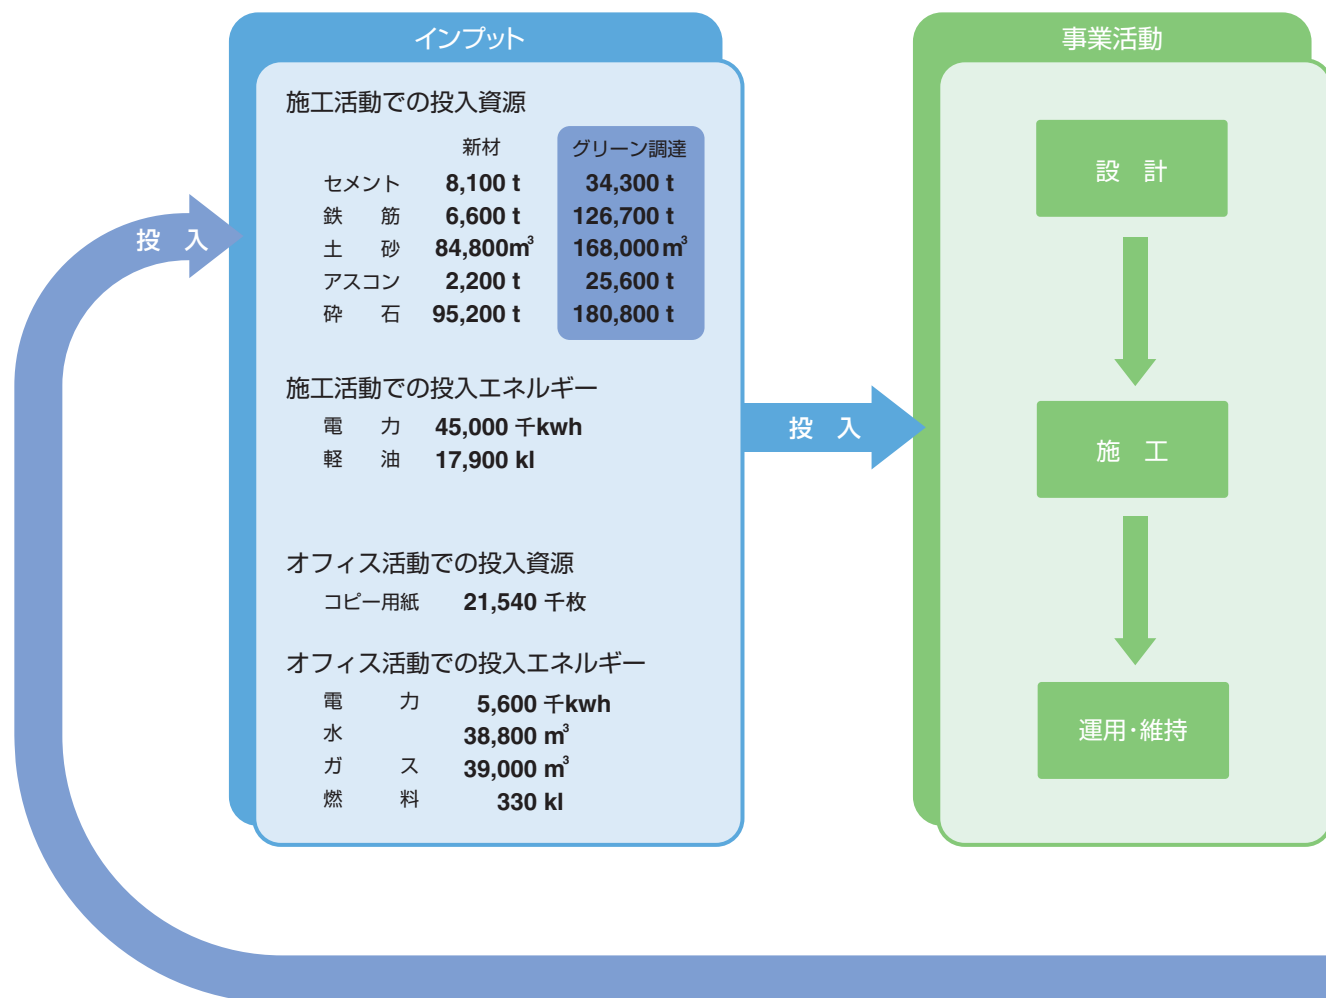 インプット
施工活動での投入資源
新材 グリーン調達
セメント 8,100 t 34,300 t
鉄 筋 6,600 t 126,700 t
土 砂 84,800m³ 168,000m³
アスコン 2,200 t 25,600 t
砕 石 95,200 t 180,800 t
施工活動での投入エネルギー
電 力 45,000 千kwh
軽 油 17,900 kl
オフィス活動での投入資源
コピー用紙 21,540 千枚
オフィス活動での投入エネルギー
電 力 5,600 千kwh
水 38,800 m³
ガ ス 39,000 m³
燃 料 330 kl
投 入
投 入
事業活動
設 計
施 工
運用・維持